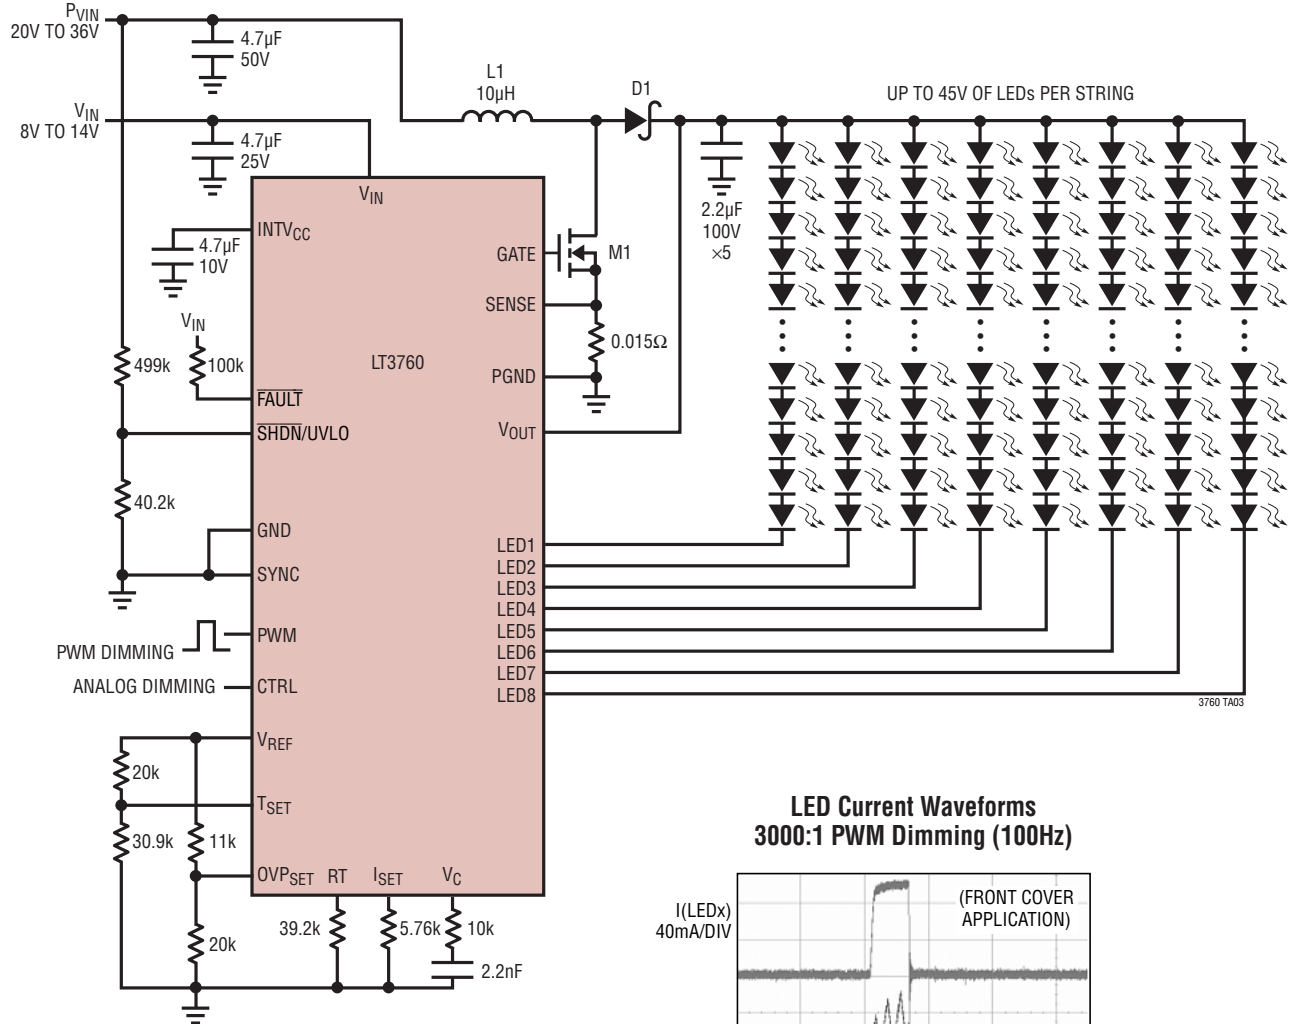 PVIN
20V TO 36V
4.7µF
50V
VIN
8V TO 14V
4.7µF
25V
L1
10µH
D1
UP TO 45V OF LEDs PER STRING
2.2µF
100V
×5
VIN
INTVCC
4.7µF
10V
GATE
M1
SENSE
0.015Ω
PGND
VOUT
LT3760
VIN
100k
499k
FAULT
SHDN/UVLO
40.2k
GND
SYNC
LED1
LED2
LED3
LED4
LED5
LED6
LED7
LED8
3760 TA03
PWM DIMMING
PWM
ANALOG DIMMING
CTRL
VREF
20k
TSET
30.9k
11k
OVPSET
RT
ISET
VC
20k
39.2k
5.76k
10k
2.2nF
LED Current Waveforms
3000:1 PWM Dimming (100Hz)
I(LEDx)
40mA/DIV
(FRONT COVER
APPLICATION)